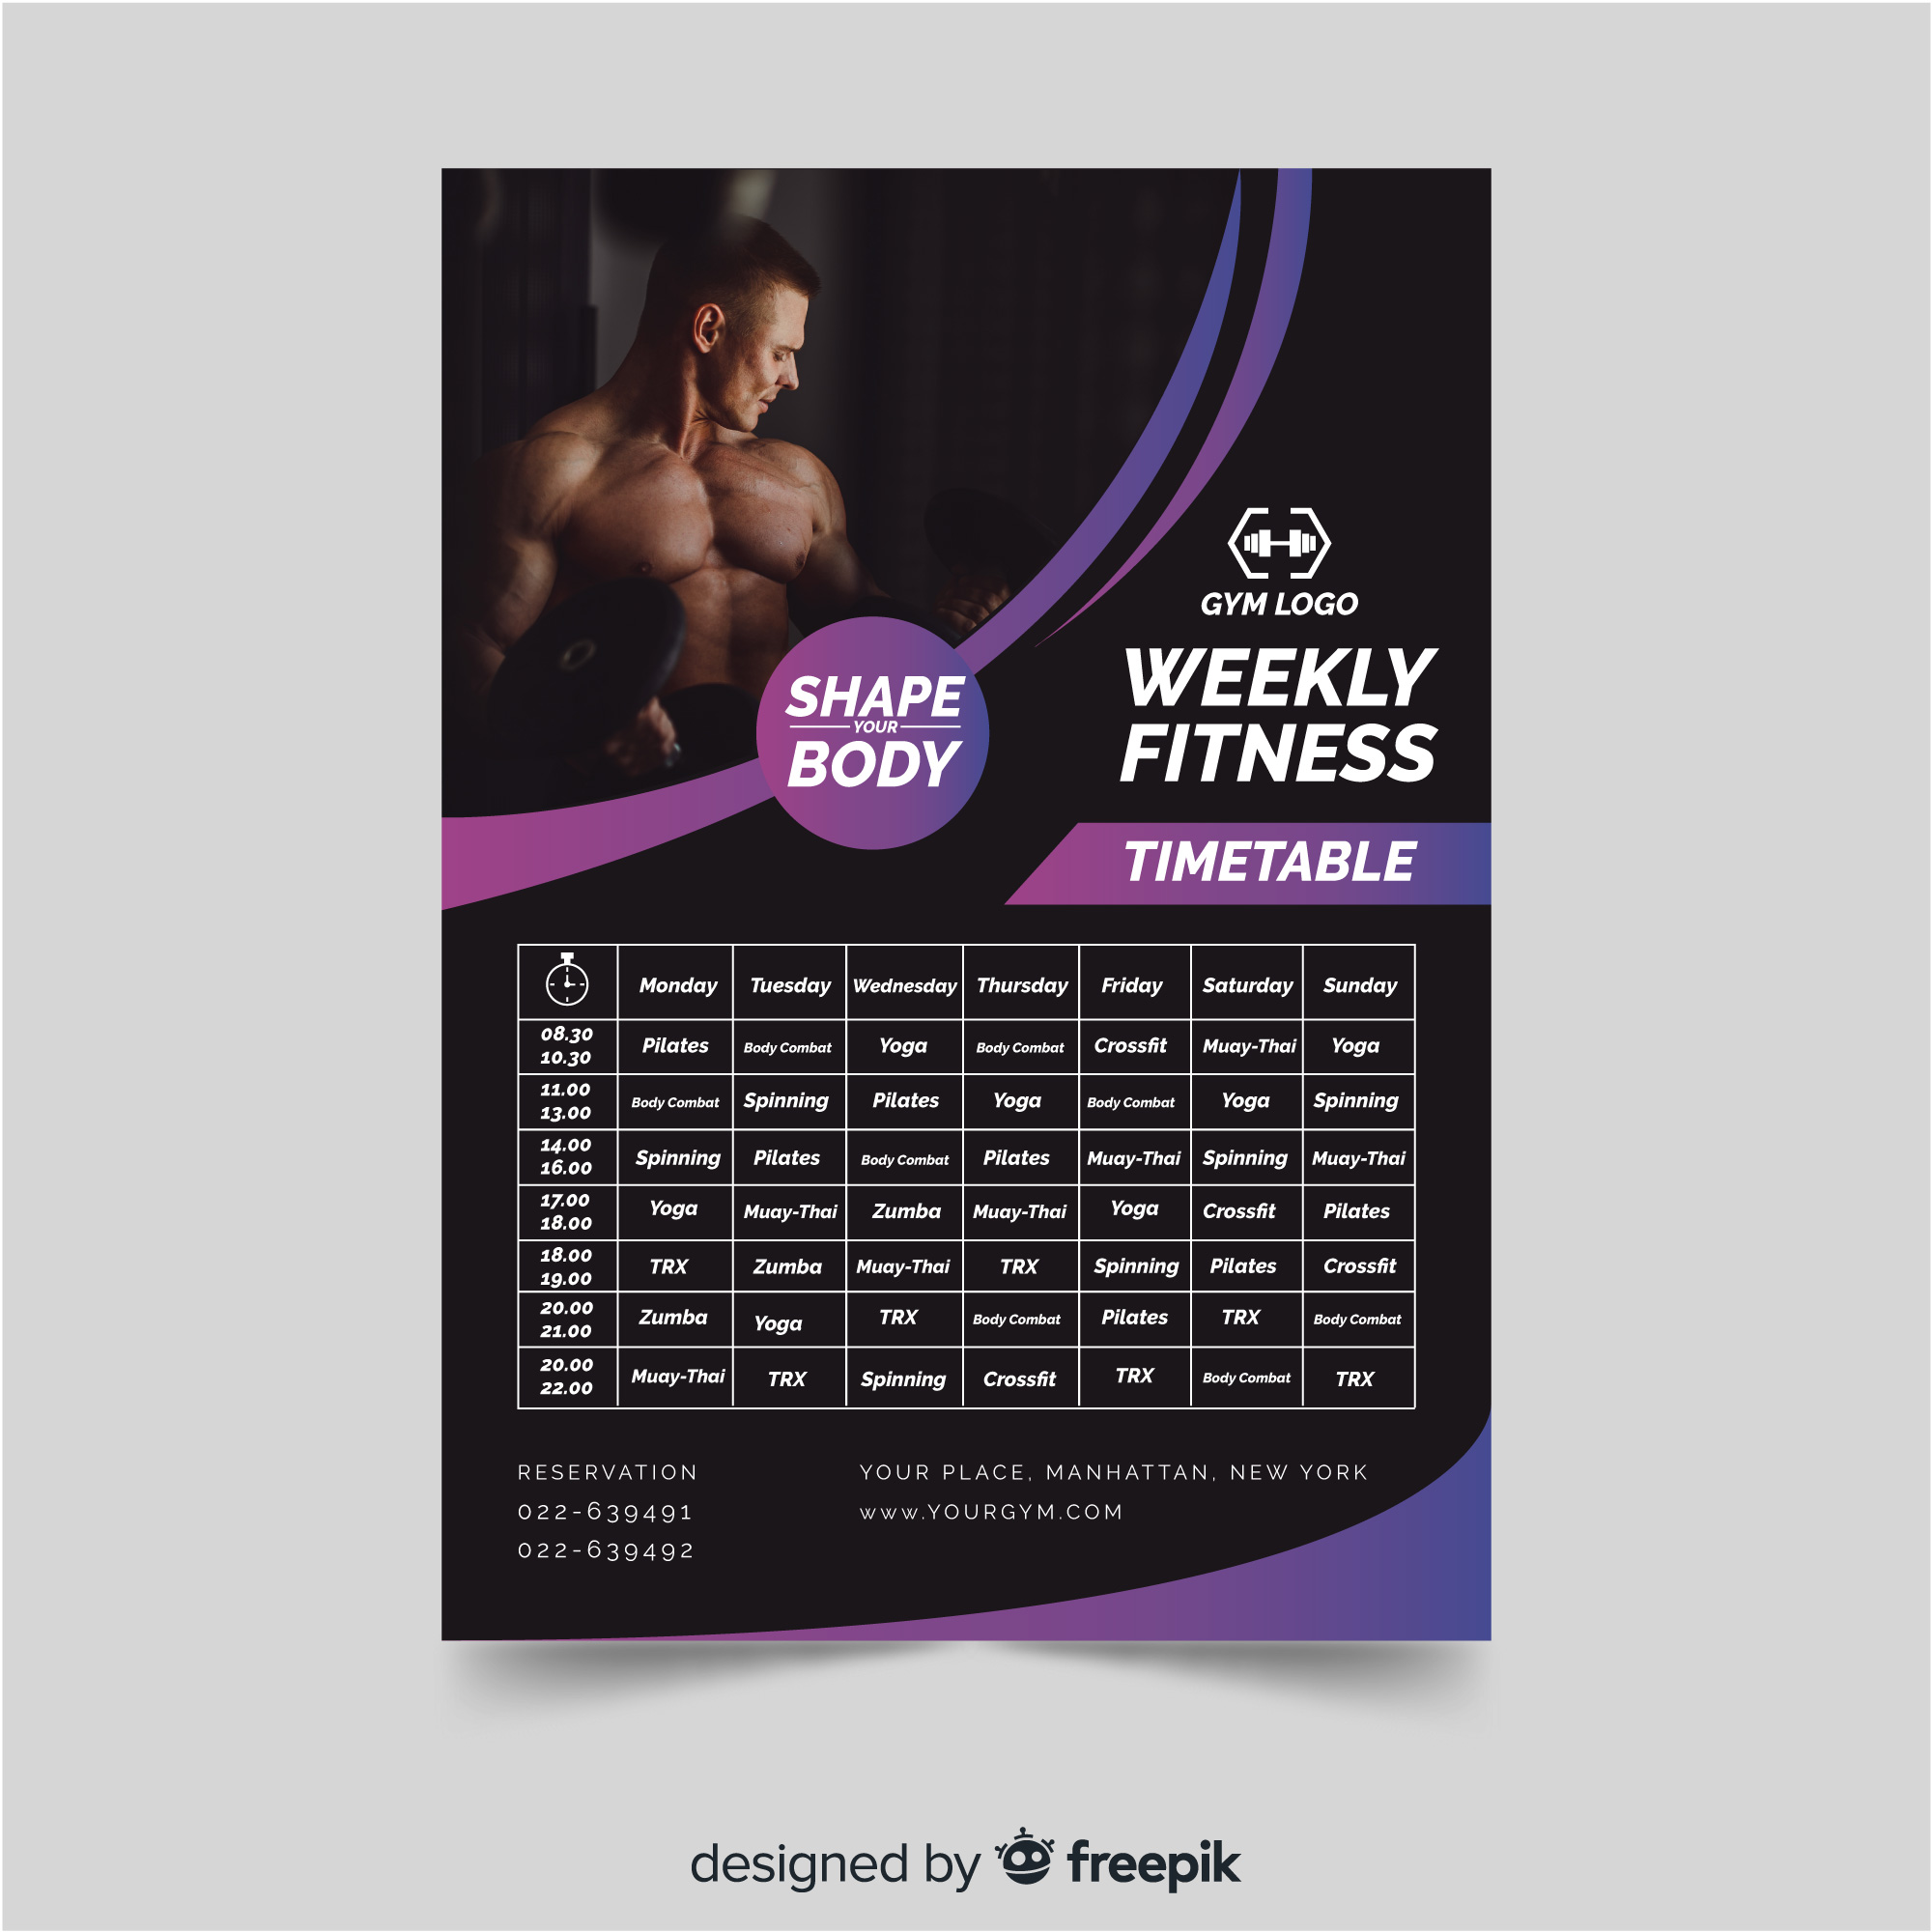 GYM LOGO
WEEKLY
FITNESS
SHAPE
YOUR
BODY
TIMETABLE
Monday Tuesday Wednesday Thursday Friday Saturday Sunday
08.30
10.30
Pilates Body Combat Yoga Body Combat Crossfit Muay-Thai Yoga
11.00
13.00
Body Combat Spinning Pilates Yoga Body Combat Yoga Spinning
14.00
16.00
Spinning Pilates Body Combat Pilates Muay-Thai Spinning Muay-Thai
17.00
18.00
Yoga Muay-Thai Zumba Muay-Thai Yoga Crossfit Pilates
18.00
19.00
TRX Zumba Muay-Thai TRX Spinning Pilates Crossfit
20.00
21.00
Zumba Yoga TRX Body Combat Pilates TRX Body Combat
20.00
22.00
Muay-Thai TRX Spinning Crossfit TRX Body Combat TRX
RESERVATION
022-639491
022-639492
YOUR PLACE, MANHATTAN, NEW YORK
www.YOURGYM.COM
designed by freepik